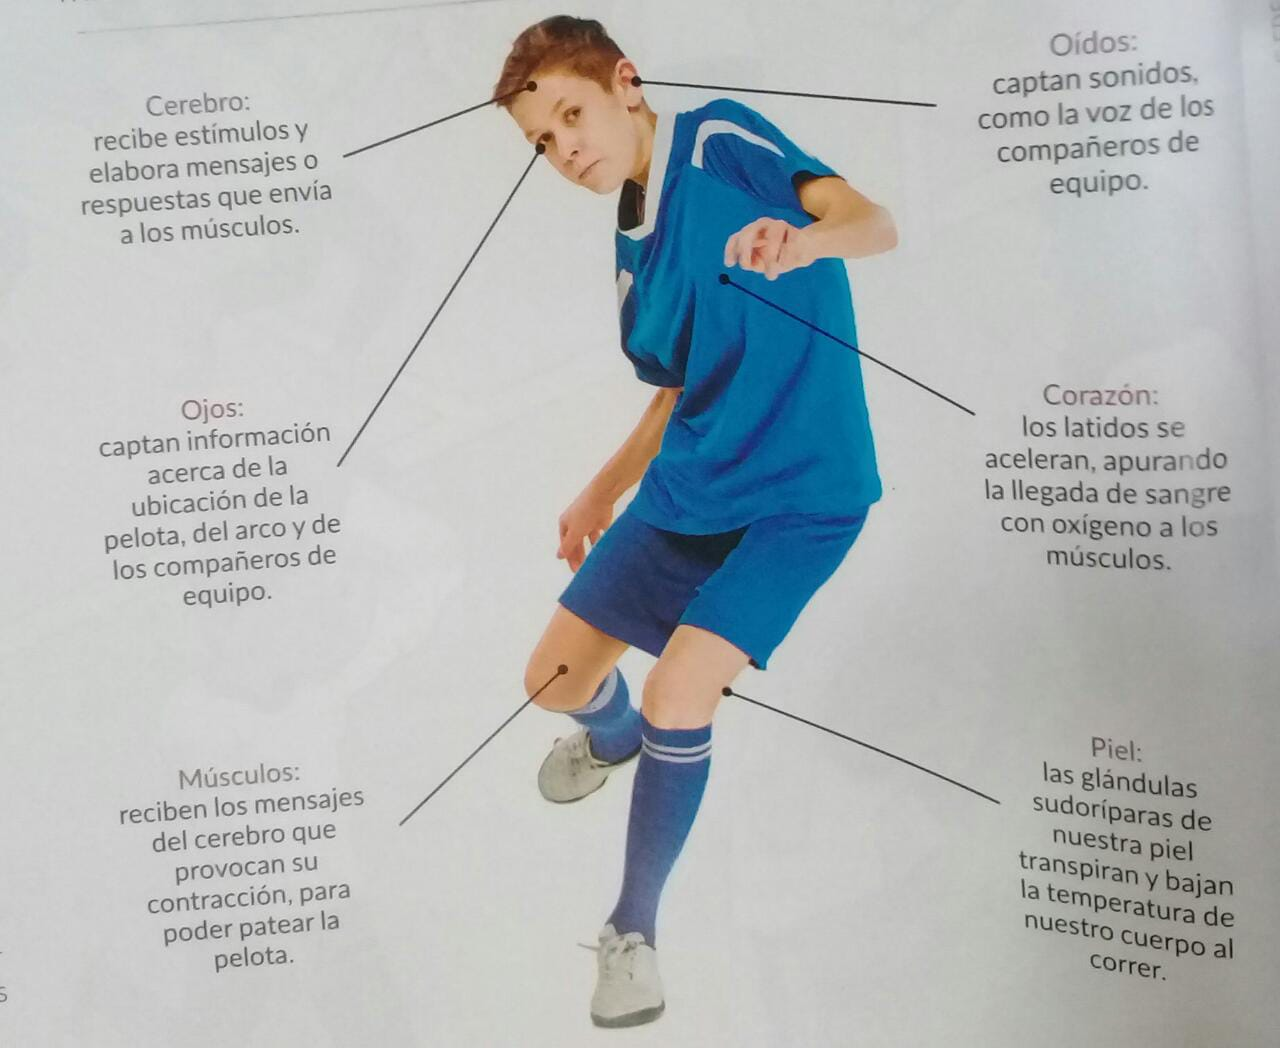 Cerebro:
recibe estímulos y
elabora mensajes o
respuestas que envía
a los músculos.
Oídos:
captan sonidos,
como la voz de los
compañeros de
equipo.
Ojos:
captan información
acerca de la
ubicación de la
pelota, del arco y de
los compañeros de
equipo.
Corazón:
los latidos se
aceleran, apurando
la llegada de sangre
con oxígeno a los
músculos.
Músculos:
reciben los mensajes
del cerebro que
provocan su
contracción, para
poder patear la
pelota.
Piel:
las glándulas
sudoríparas de
nuestra piel
transpiran y bajan
la temperatura de
nuestro cuerpo al
correr.